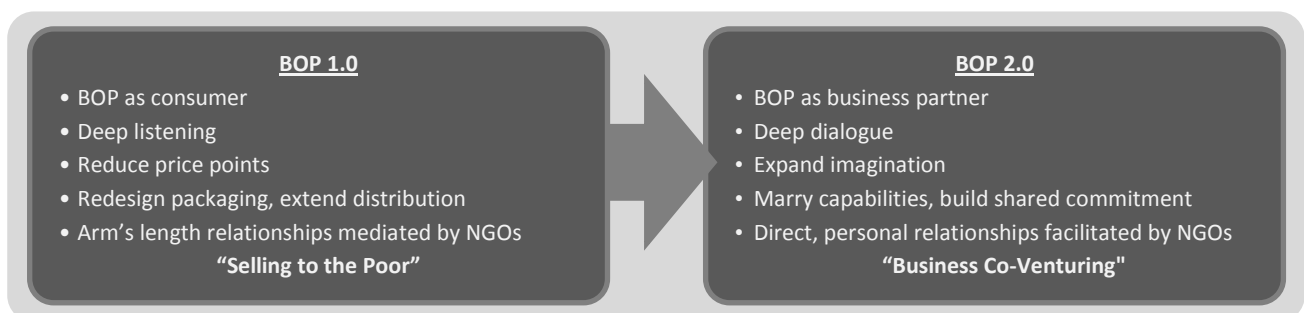 BOP 1.0
• BOP as consumer
• Deep listening
• Reduce price points
• Redesign packaging, extend distribution
• Arm’s length relationships mediated by NGOs
“Selling to the Poor”
BOP 2.0
• BOP as business partner
• Deep dialogue
• Expand imagination
• Marry capabilities, build shared commitment
• Direct, personal relationships facilitated by NGOs
“Business Co-Venturing"